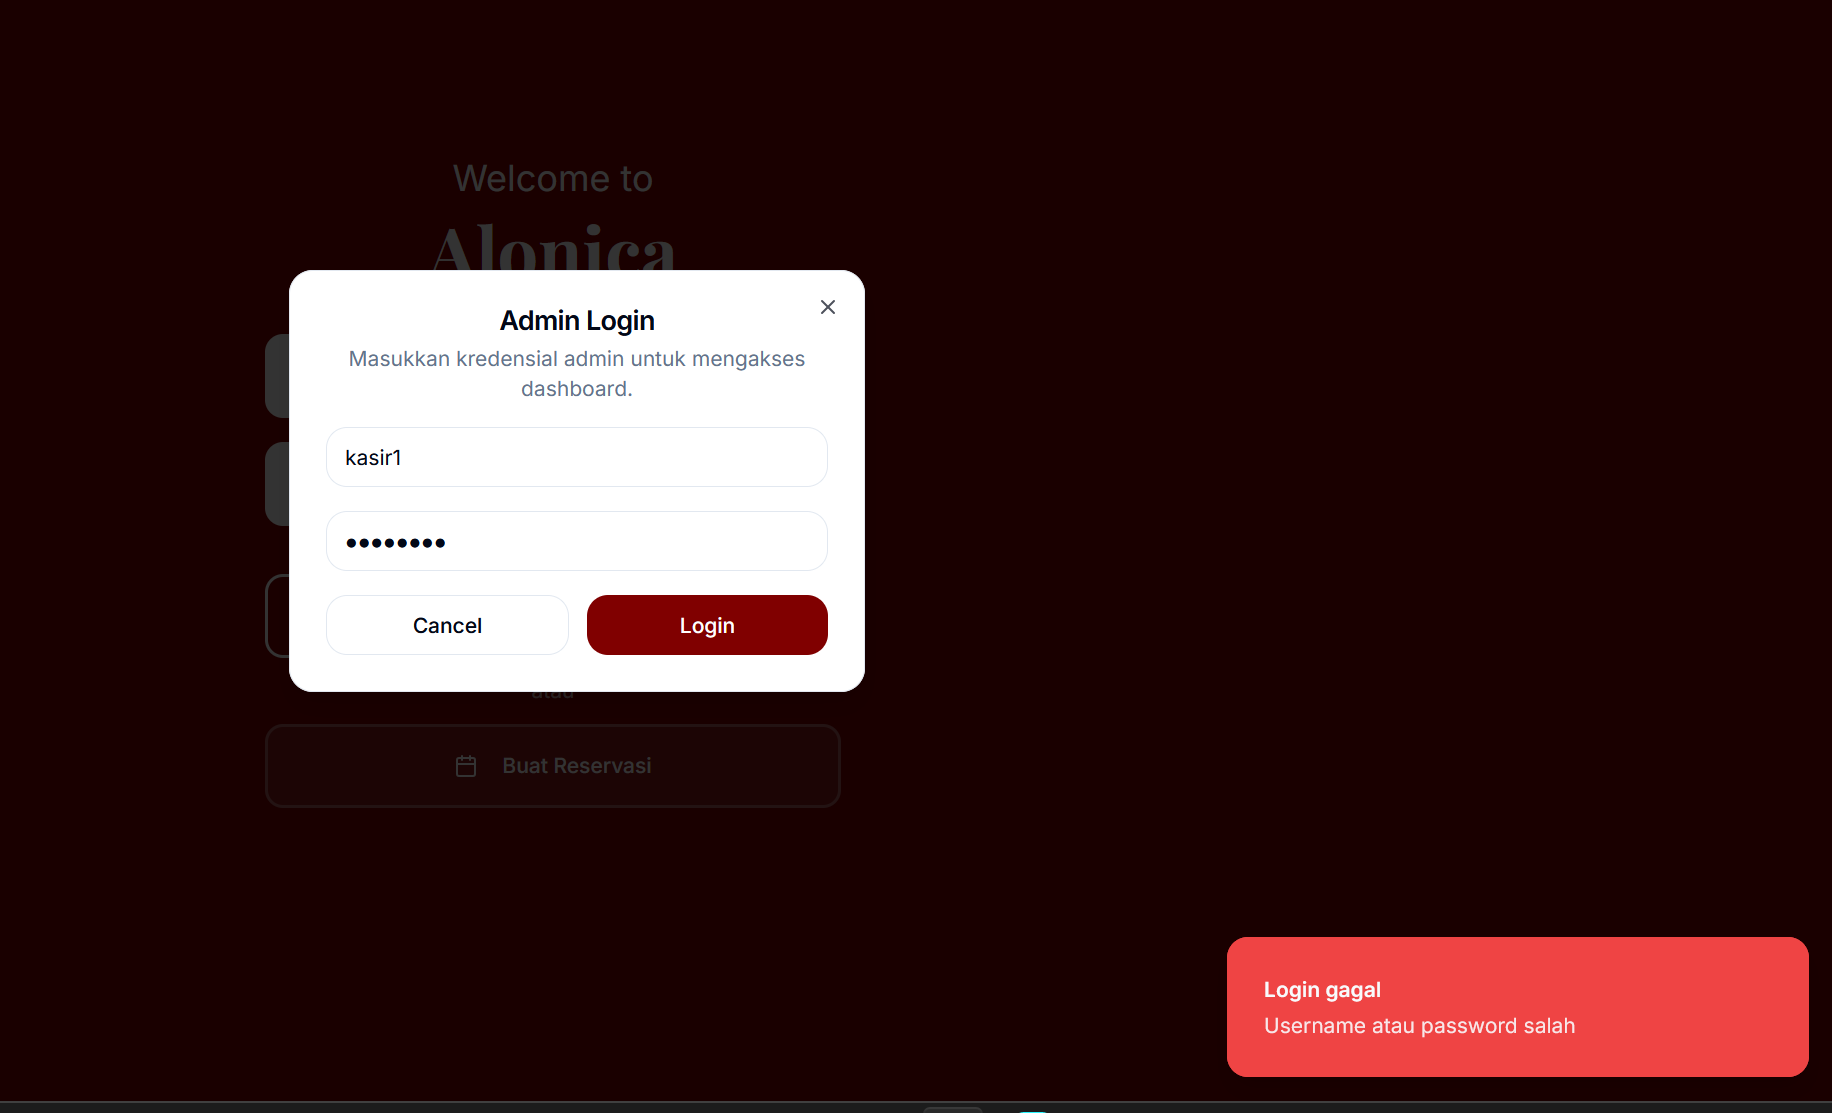 Welcome to
Alonica
Admin Login
Masukkan kredensial admin untuk mengakses
dashboard.
kasir1
••••••••
Cancel
Login
atau
Buat Reservasi
Login gagal
Username atau password salah